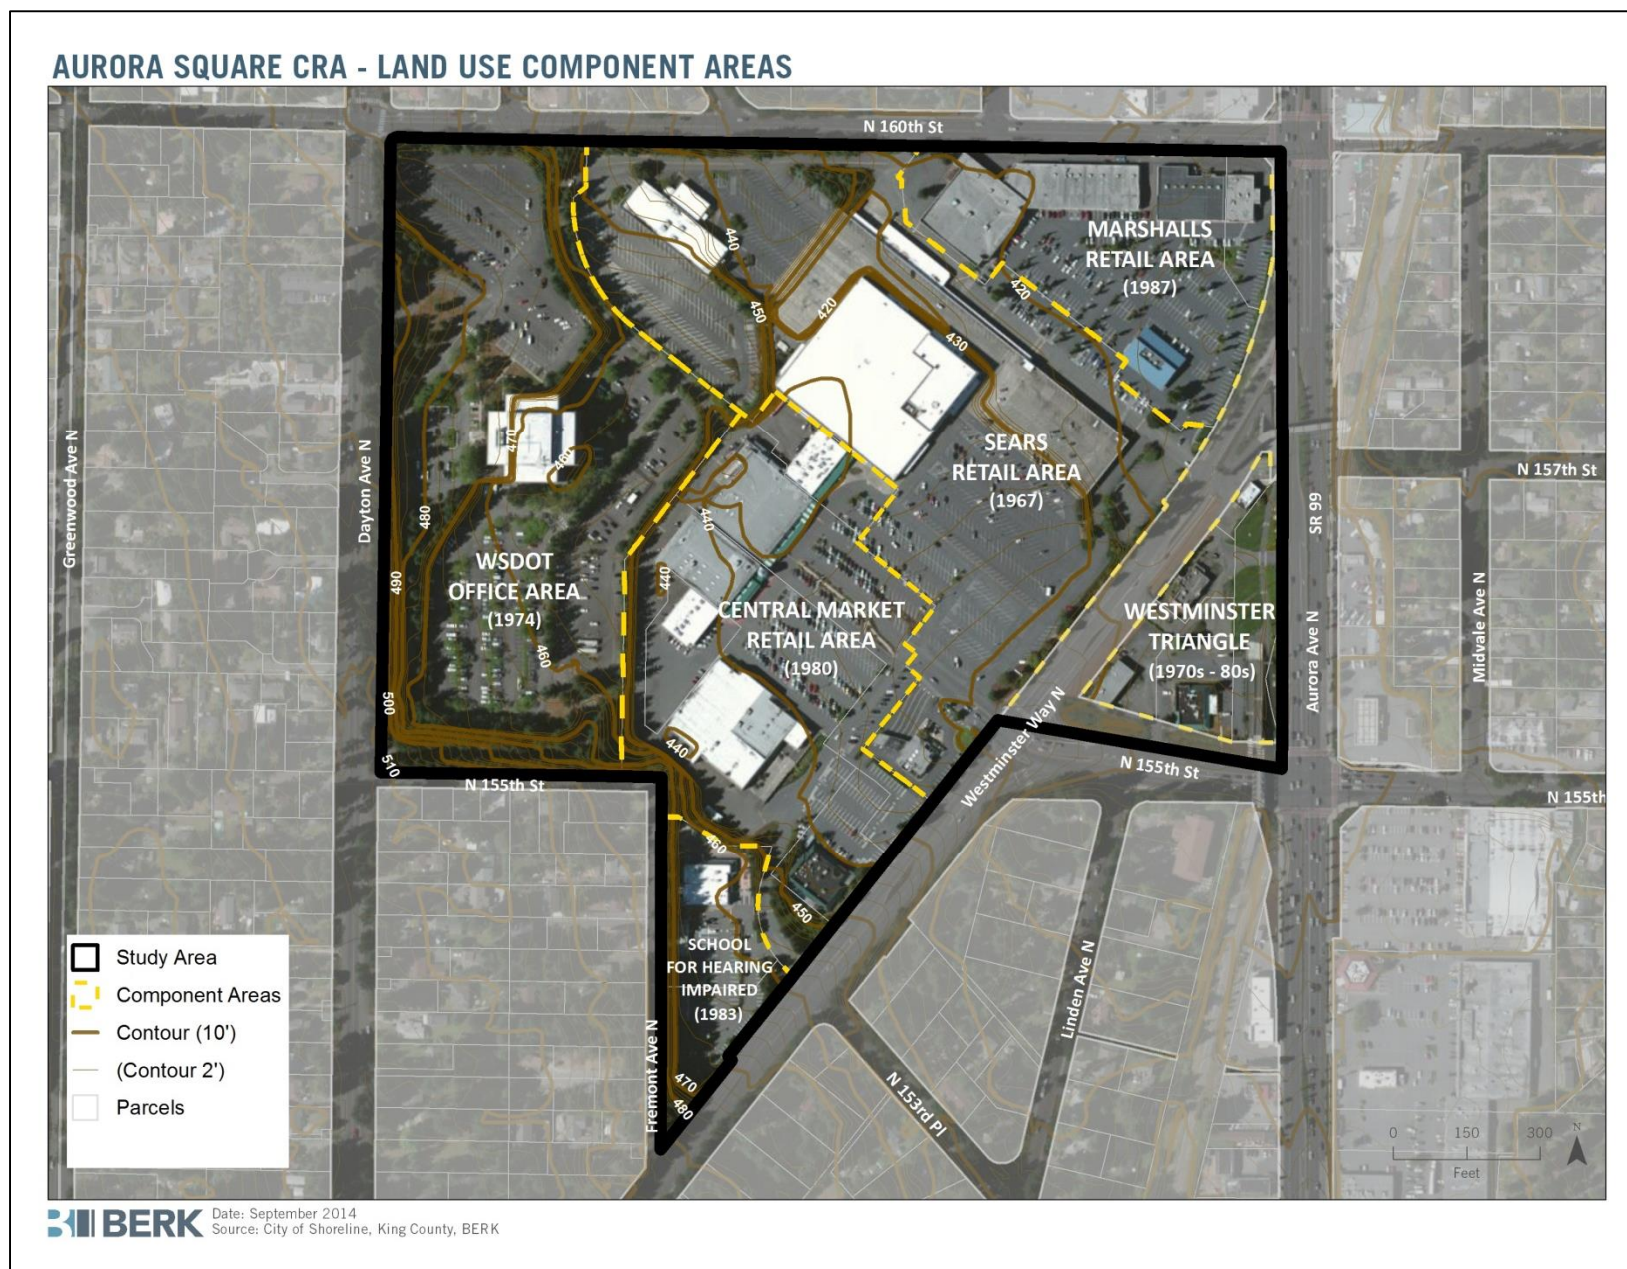 AURORA SQUARE CRA - LAND USE COMPONENT AREAS
N 160th St
MARSHALLS
RETAIL AREA
(1987)
440
420
450
420
430
Greenwood Ave N
Dayton Ave N
470
460
480
SEARS
RETAIL AREA
(1967)
N 157th St
SR 99
440
490
WSDOT
OFFICE AREA
(1974)
440
460
CENTRAL MARKET
RETAIL AREA
(1980)
WESTMINSTER
TRIANGLE
(1970s - 80s)
Aurora Ave N
Midvale Ave N
500
510
440
Westminster Way N
N 155th St
N 155th St
N 155th
460
450
SCHOOL
FOR HEARING
IMPAIRED
(1983)
Linden Ave N
Fremont Ave N
470
480
N 153rd Pl
Study Area
Component Areas
Contour (10')
(Contour 2')
Parcels
0 150 300
Feet
N
BERK
Date: September 2014
Source: City of Shoreline, King County, BERK